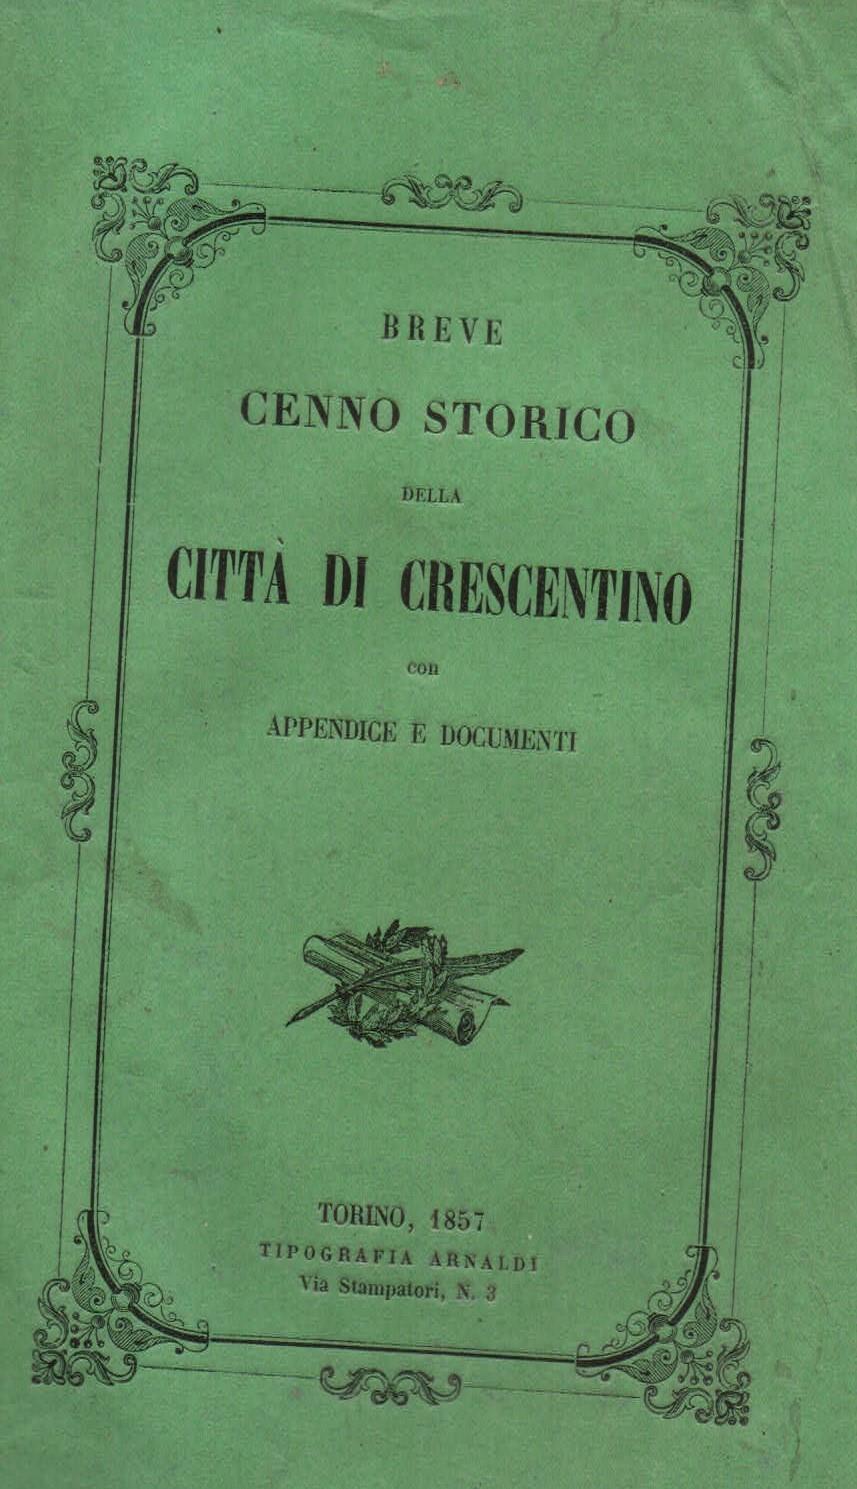 BREVE
CENNO STORICO
DELLA
CITTÀ DI CRESCENTINO
con
APPENDICE E DOCUMENTI
TORINO, 1857
TIPOGRAFIA ARNALDI
Via Stampatori, N. 3